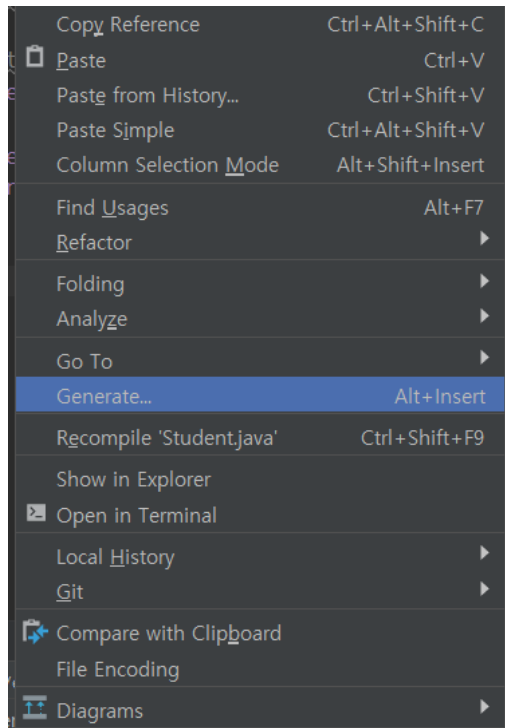 Copy Reference Ctrl+Alt+Shift+C
Paste Ctrl+V
Paste from History... Ctrl+Shift+V
Paste Simple Ctrl+Alt+Shift+V
Column Selection Mode Alt+Shift+Insert
Find Usages Alt+F7
Refactor
Folding
Analyze
Go To
Generate... Alt+Insert
Recompile 'Student.java' Ctrl+Shift+F9
Show in Explorer
Open in Terminal
Local History
Git
Compare with Clipboard
File Encoding
Diagrams